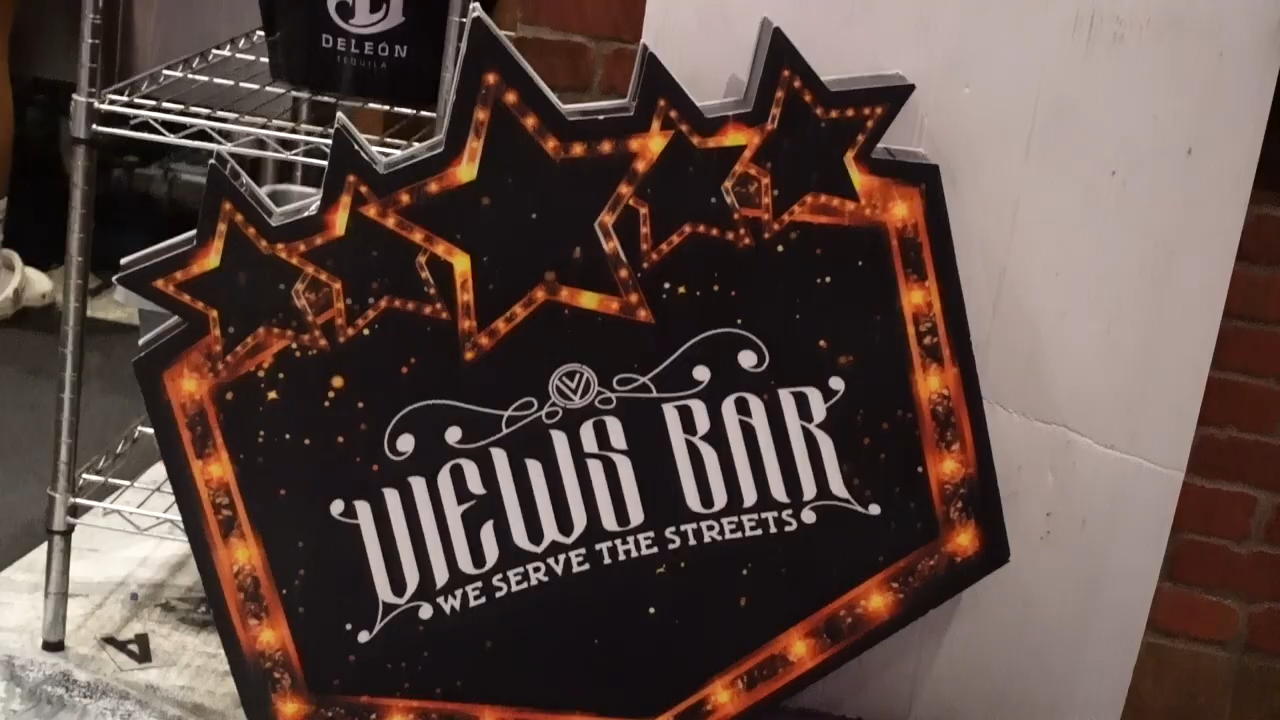 DELEÓN
TEQUILA
VIEWS BAR
WE SERVE THE STREETS
A